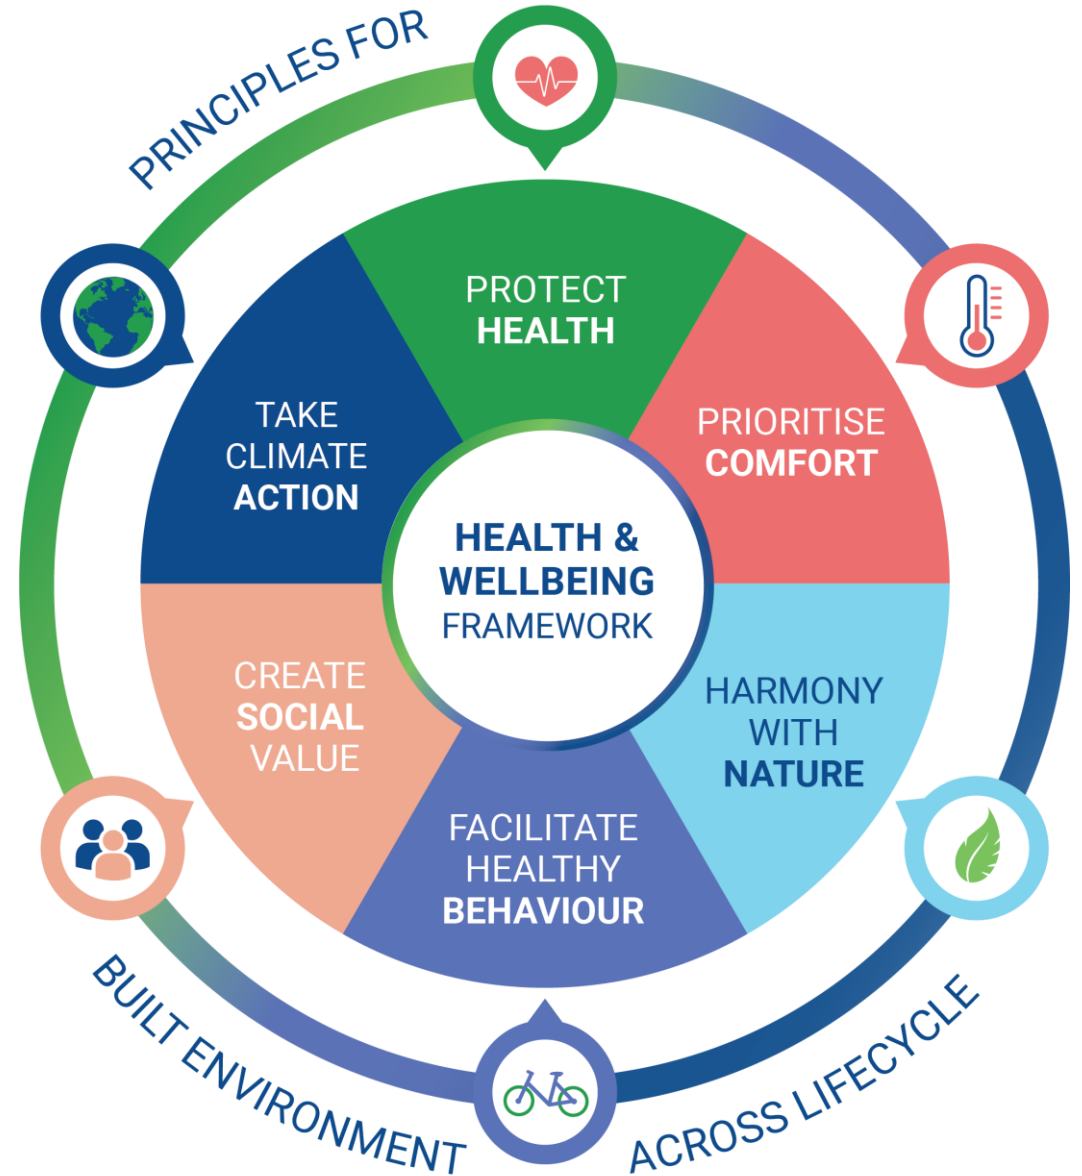 PRINCIPLES FOR
PROTECT
HEALTH
PRIORITISE
COMFORT
HARMONY
WITH
NATURE
FACILITATE
HEALTHY
BEHAVIOUR
CREATE
SOCIAL
VALUE
TAKE
CLIMATE
ACTION
HEALTH &
WELLBEING
FRAMEWORK
BUILT ENVIRONMENT
ACROSS LIFECYCLE